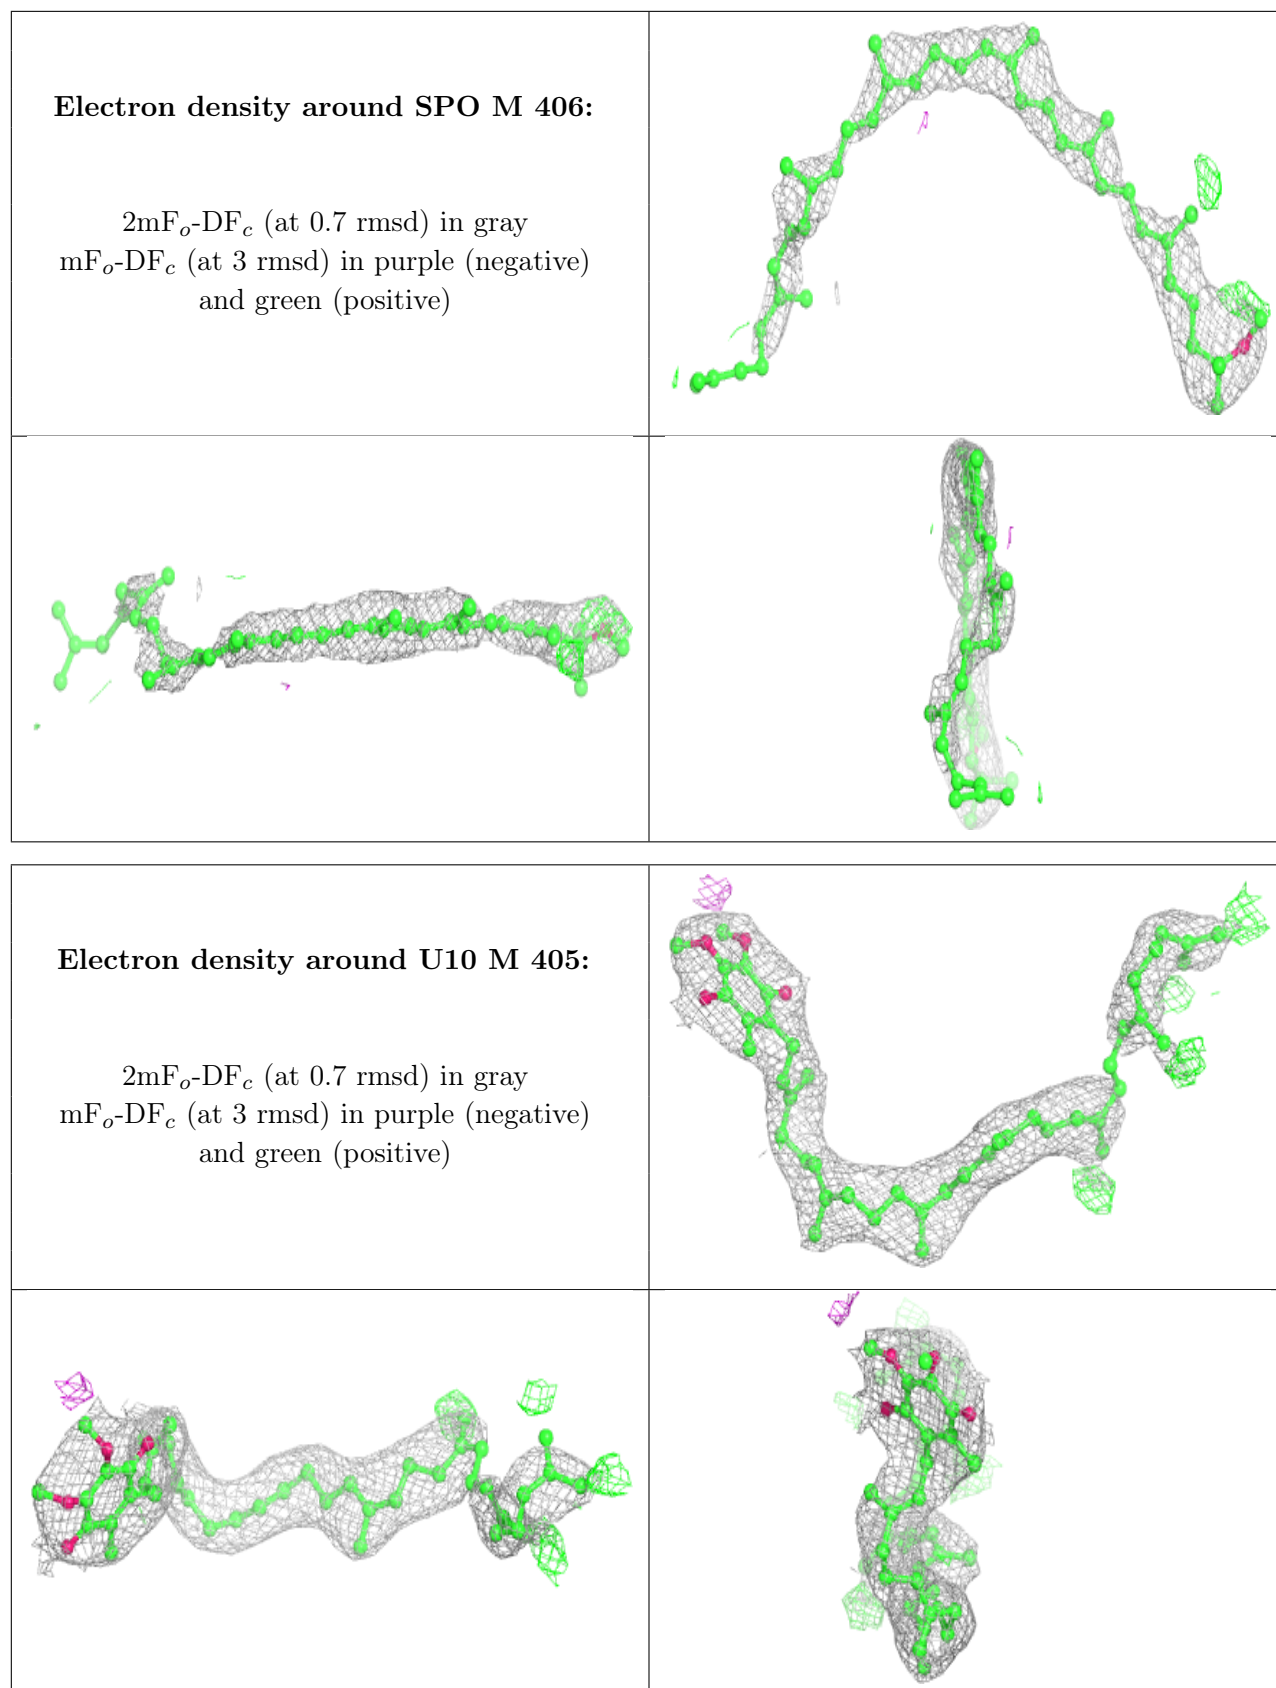 Electron density around SPO M 406:
2mFo-DFc (at 0.7 rmsd) in gray
mFo-DFc (at 3 rmsd) in purple (negative)
and green (positive)
Electron density around U10 M 405:
2mFo-DFc (at 0.7 rmsd) in gray
mFo-DFc (at 3 rmsd) in purple (negative)
and green (positive)